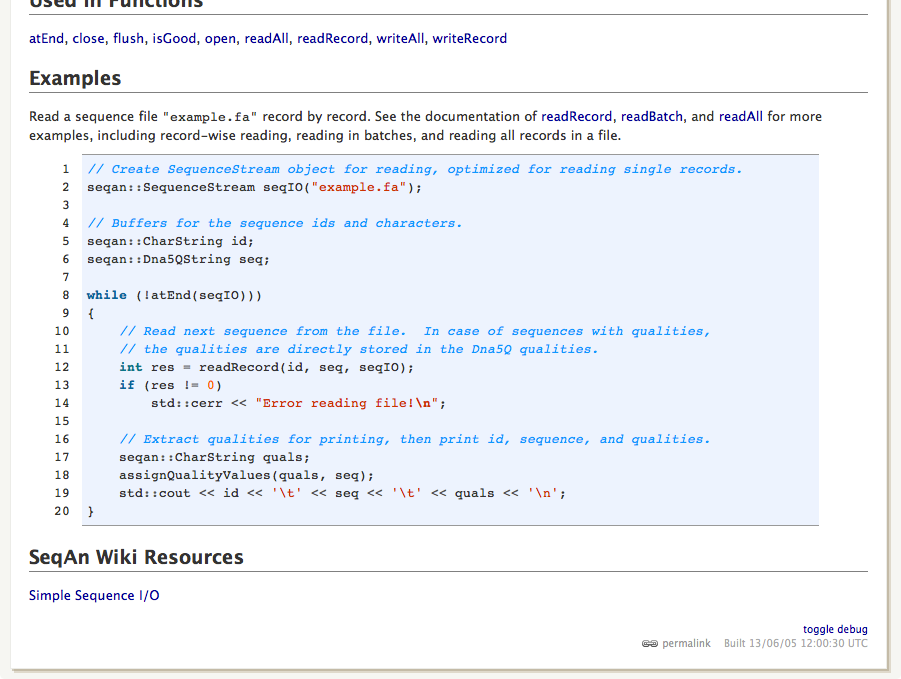 Used in Functions
atEnd, close, flush, isGood, open, readAll, readRecord, writeAll, writeRecord
Examples
Read a sequence file "example.fa" record by record. See the documentation of readRecord, readBatch, and readAll for more
examples, including record-wise reading, reading in batches, and reading all records in a file.
1 // Create SequenceStream object for reading, optimized for reading single records.
2 seqan::SequenceStream seqIO("example.fa");
3
4 // Buffers for the sequence ids and characters.
5 seqan::CharString id;
6 seqan::Dna5QString seq;
7
8 while (!atEnd(seqIO)))
9 {
10     // Read next sequence from the file.  In case of sequences with qualities,
11     // the qualities are directly stored in the Dna5Q qualities.
12     int res = readRecord(id, seq, seqIO);
13     if (res != 0)
14         std::cerr << "Error reading file!\n";
15
16     // Extract qualities for printing, then print id, sequence, and qualities.
17     seqan::CharString quals;
18     assignQualityValues(quals, seq);
19     std::cout << id << '\t' << seq << '\t' << quals << '\n';
20 }
SeqAn Wiki Resources
Simple Sequence I/O
toggle debug
permalink Built 13/06/05 12:00:30 UTC